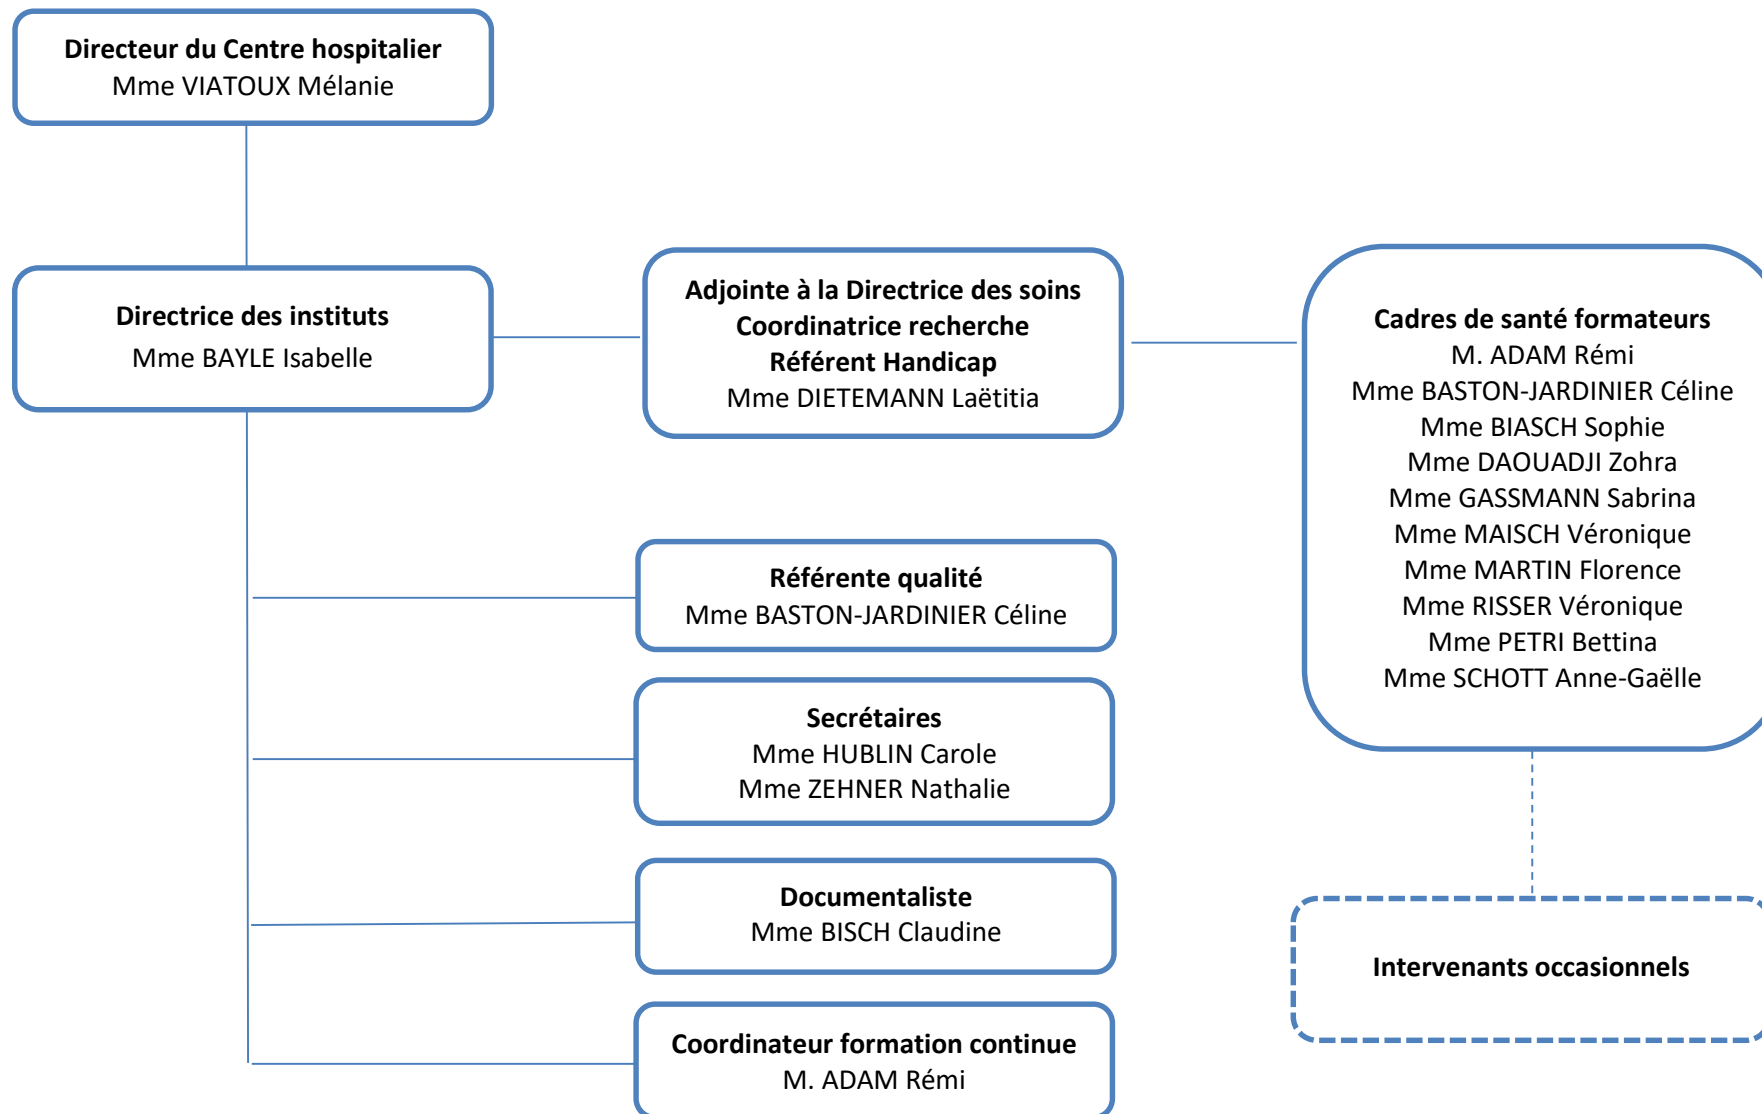 Directeur du Centre hospitalier
Mme VIATOUX Mélanie
Directrice des instituts
Mme BAYLE Isabelle
Adjointe à la Directrice des soins
Coordinatrice recherche
Référent Handicap
Mme DIETEMANN Laëtitia
Cadres de santé formateurs
M. ADAM Rémi
Mme BASTON-JARDINIER Céline
Mme BIASCH Sophie
Mme DAOUADJI Zohra
Mme GASSMANN Sabrina
Mme MAISCH Véronique
Mme MARTIN Florence
Mme RISSER Véronique
Mme PETRI Bettina
Mme SCHOTT Anne-Gaëlle
Référente qualité
Mme BASTON-JARDINIER Céline
Secrétaires
Mme HUBLIN Carole
Mme ZEHNER Nathalie
Documentaliste
Mme BISCH Claudine
Intervenants occasionnels
Coordinateur formation continue
M. ADAM Rémi